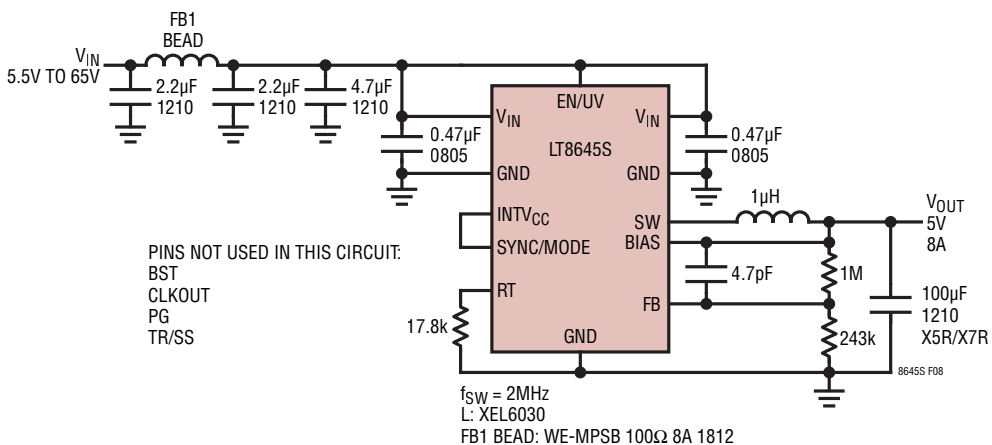 FB1
BEAD
VIN
5.5V TO 65V
2.2µF
1210
2.2µF
1210
4.7µF
1210
0.47µF
0805
EN/UV
VIN
VIN
LT8645S
GND
GND
0.47µF
0805
INTVCC
SYNC/MODE
SW
BIAS
1µH
VOUT
5V
8A
PINS NOT USED IN THIS CIRCUIT:
BST
CLKOUT
PG
TR/SS
RT
17.8k
4.7pF
1M
FB
GND
243k
100µF
1210
X5R/X7R
8645S F08
fSW = 2MHz
L: XEL6030
FB1 BEAD: WE-MPSB 100Ω 8A 1812